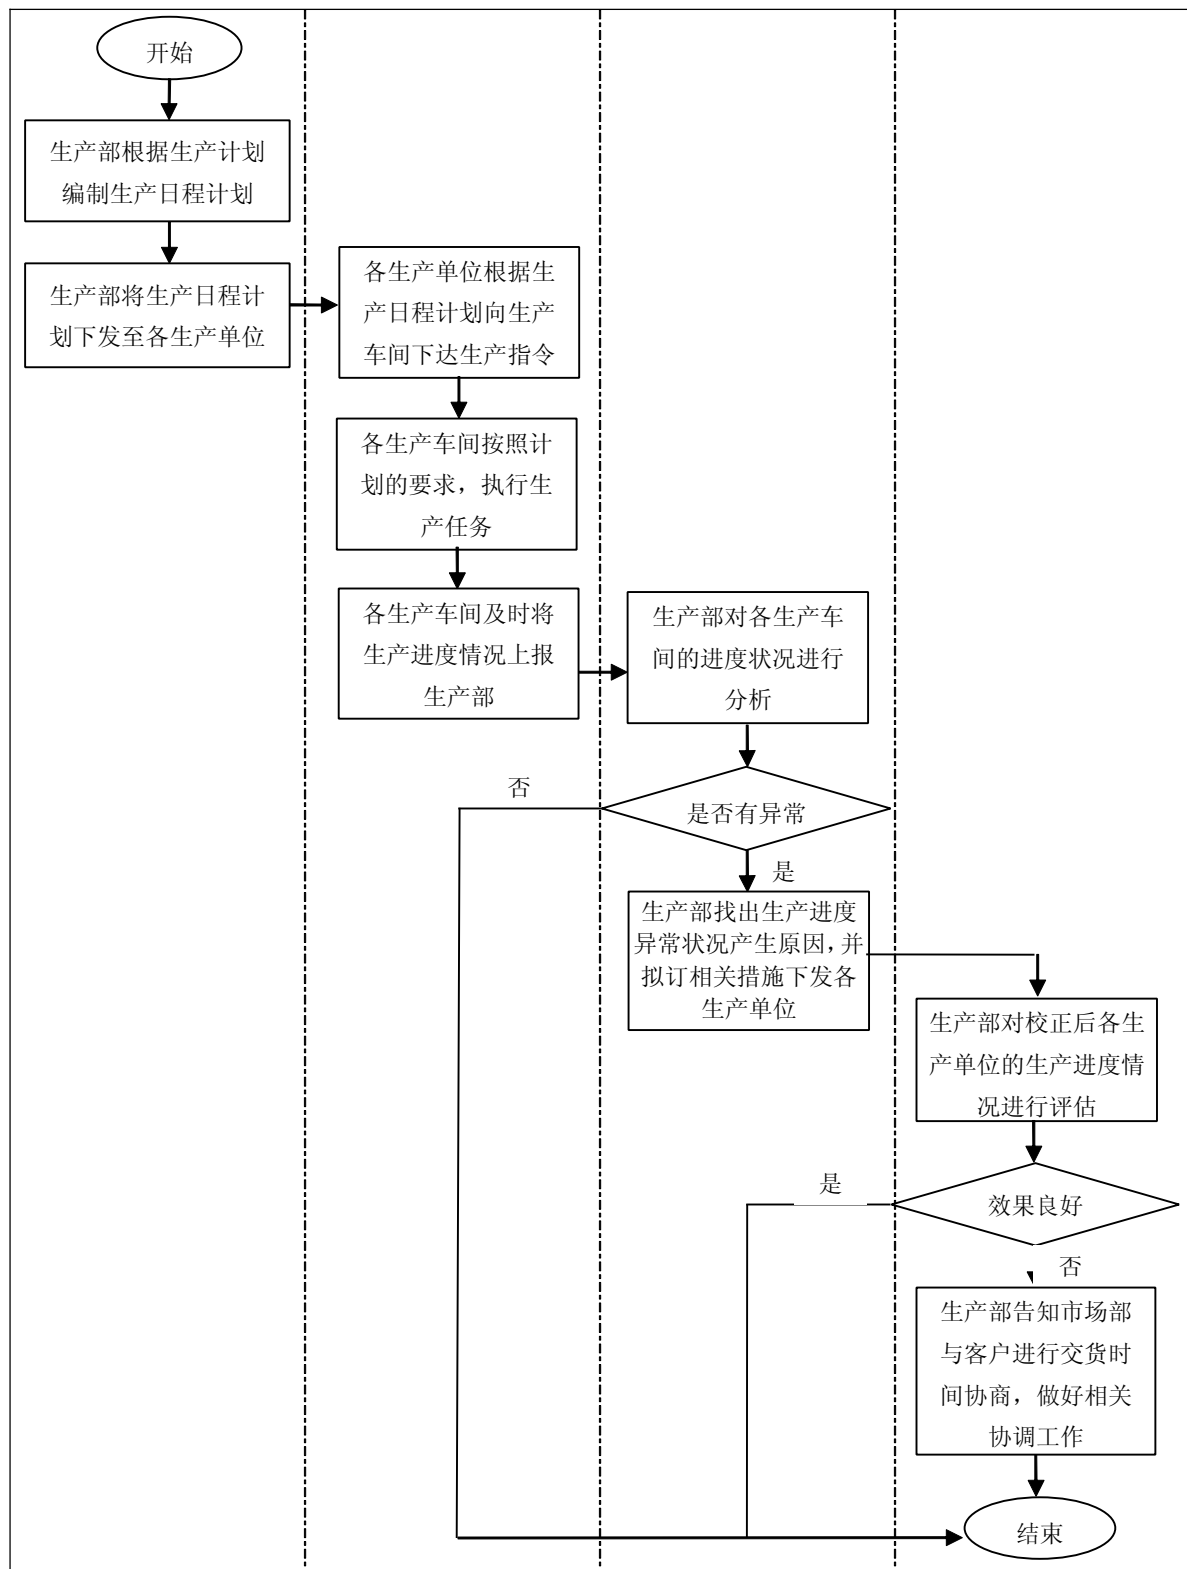 开始
生产部根据生产计划
编制生产日程计划
生产部将生产日程计
划下发至各生产单位
各生产单位根据生
产日程计划向生产
车间下达生产指令
各生产车间按照计
划的要求，执行生
产任务
各生产车间及时将
生产进度情况上报
生产部
生产部对各生产车
间的进度状况进行
分析
否
是否有异常
是
生产部找出生产进度
异常状况产生原因，并
拟订相关措施下发各
生产单位
生产部对校正后各生
产单位的生产进度情
况进行评估
是
效果良好
否
生产部告知市场部
与客户进行交货时
间协商，做好相关
协调工作
结束